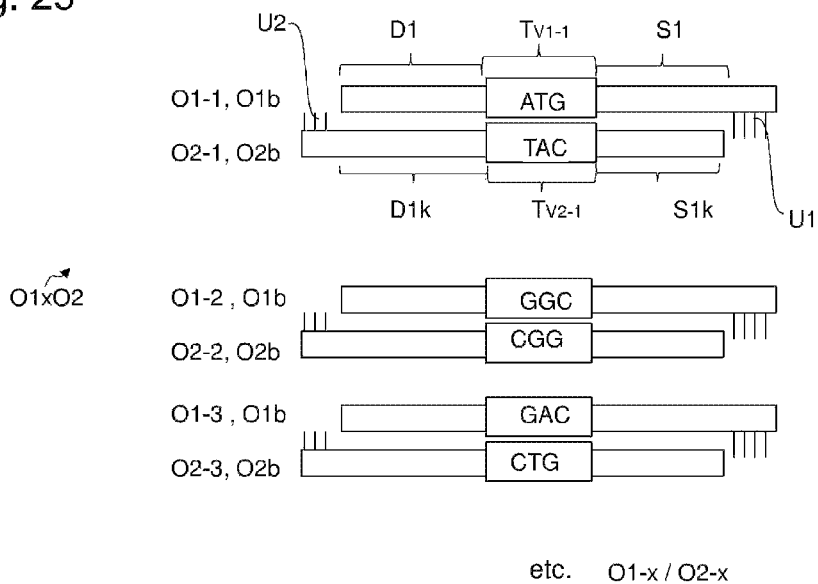 U2 D1 Tv1-1 S1
O1-1, O1b ATG
O2-1, O2b TAC
D1k Tv2-1 S1k U1
O1xO2 O1-2 , O1b GGC
O2-2, O2b CGG
O1-3 , O1b GAC
O2-3, O2b CTG
etc. O1-x / O2-x